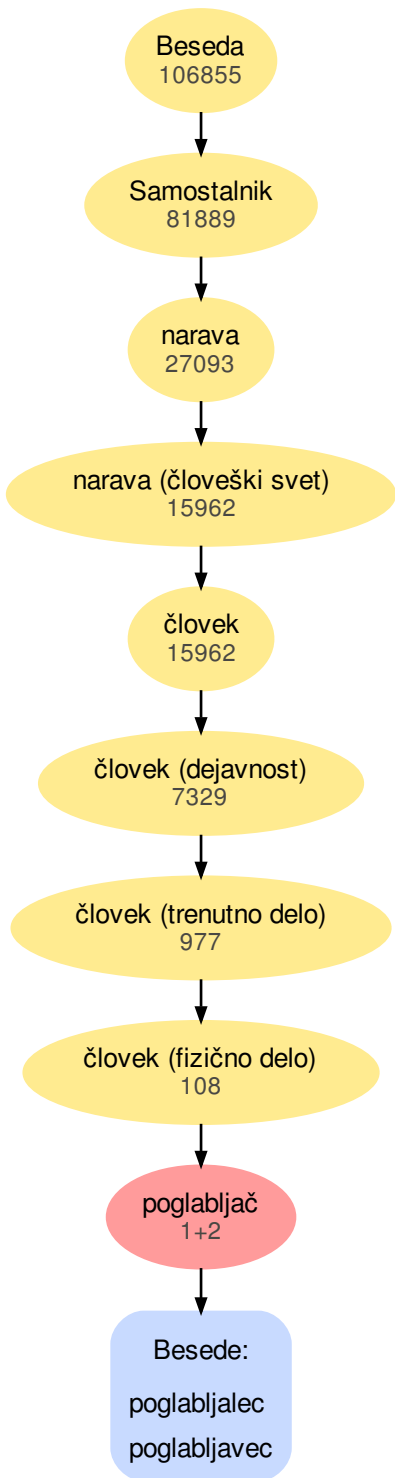 Beseda
106855
Samostalnik
81889
narava
27093
narava (človeški svet)
15962
človek
15962
človek (dejavnost)
7329
človek (trenutno delo)
977
človek (fizično delo)
108
poglabljač
1+2
Besede:
poglabljalec
poglabljavec